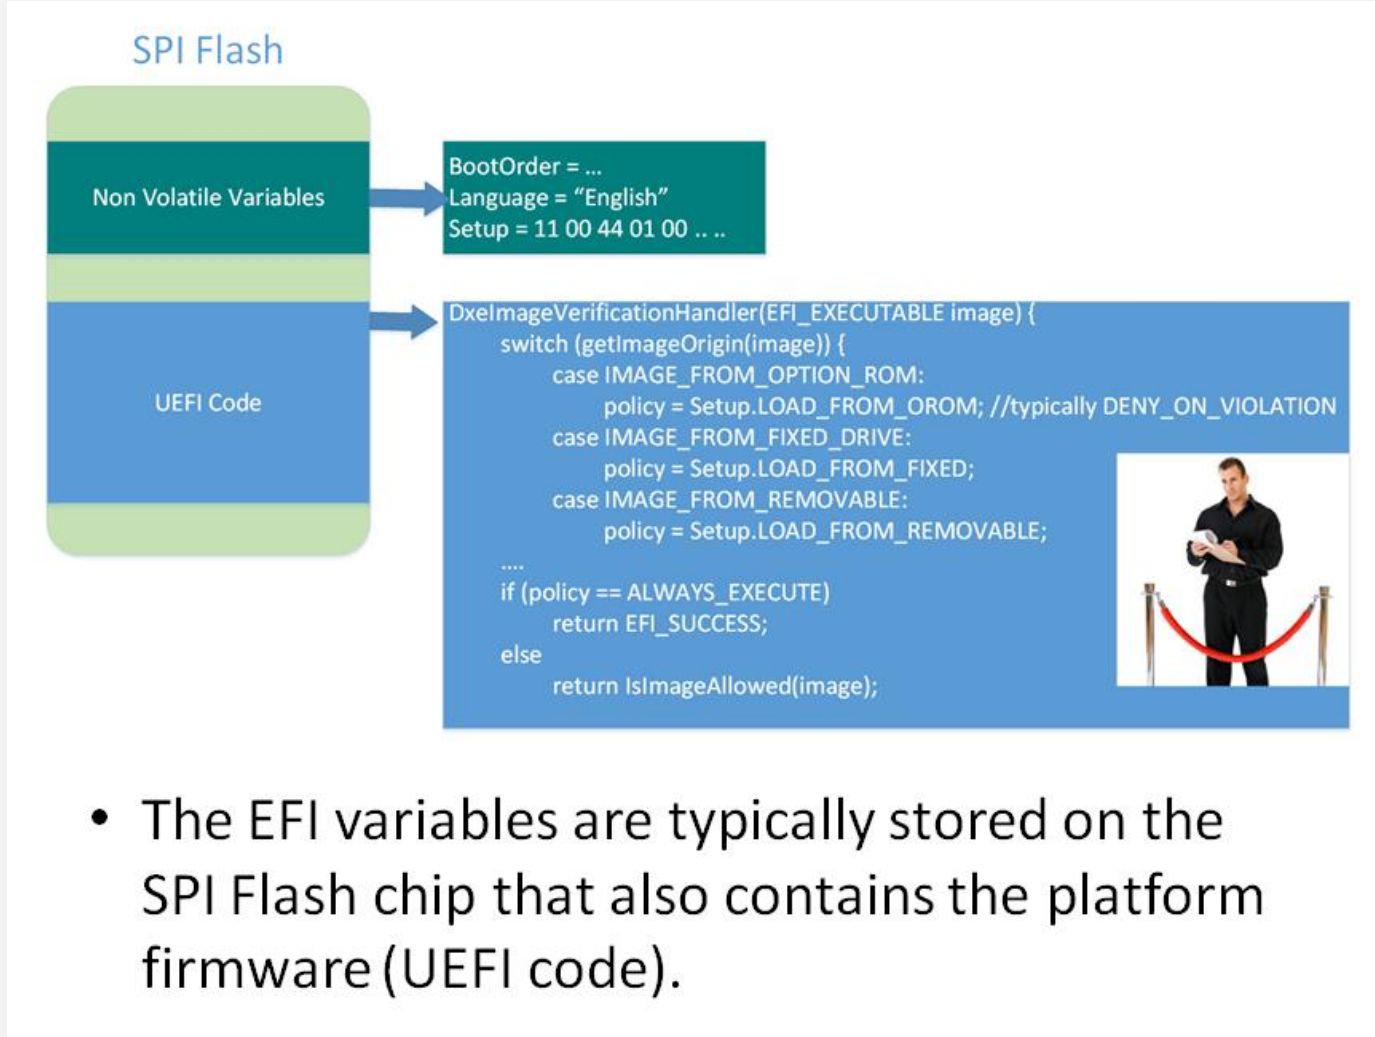 SPI Flash
Non Volatile Variables
BootOrder = ...
Language = “English”
Setup = 11 00 44 01 00 .. ..
UEFI Code
DxeImageVerificationHandler(EFI_EXECUTABLE image) {
switch (getImageOrigin(image)) {
case IMAGE_FROM_OPTION_ROM:
policy = Setup.LOAD_FROM_OROM; //typically DENY_ON_VIOLATION
case IMAGE_FROM_FIXED_DRIVE:
policy = Setup.LOAD_FROM_FIXED;
case IMAGE_FROM_REMOVABLE:
policy = Setup.LOAD_FROM_REMOVABLE;
....
if (policy == ALWAYS_EXECUTE)
return EFI_SUCCESS;
else
return IsImageAllowed(image);
• The EFI variables are typically stored on the
SPI Flash chip that also contains the platform
firmware (UEFI code).